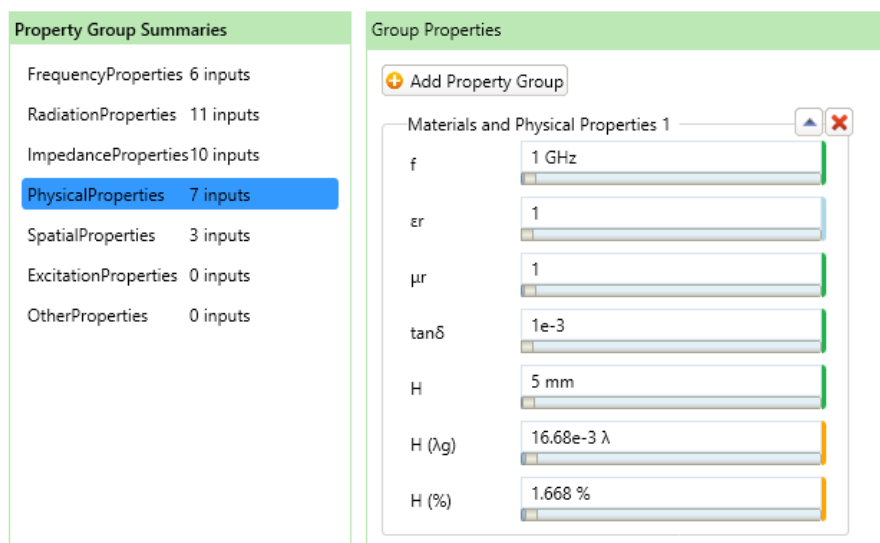 Property Group Summaries
FrequencyProperties 6 inputs
RadiationProperties 11 inputs
ImpedanceProperties 10 inputs
PhysicalProperties 7 inputs
SpatialProperties 3 inputs
ExcitationProperties 0 inputs
OtherProperties 0 inputs
Group Properties
Add Property Group
Materials and Physical Properties 1
f 1 GHz
εr 1
μr 1
tanδ 1e-3
H 5 mm
H (λg) 16.68e-3 λ
H (%) 1.668 %